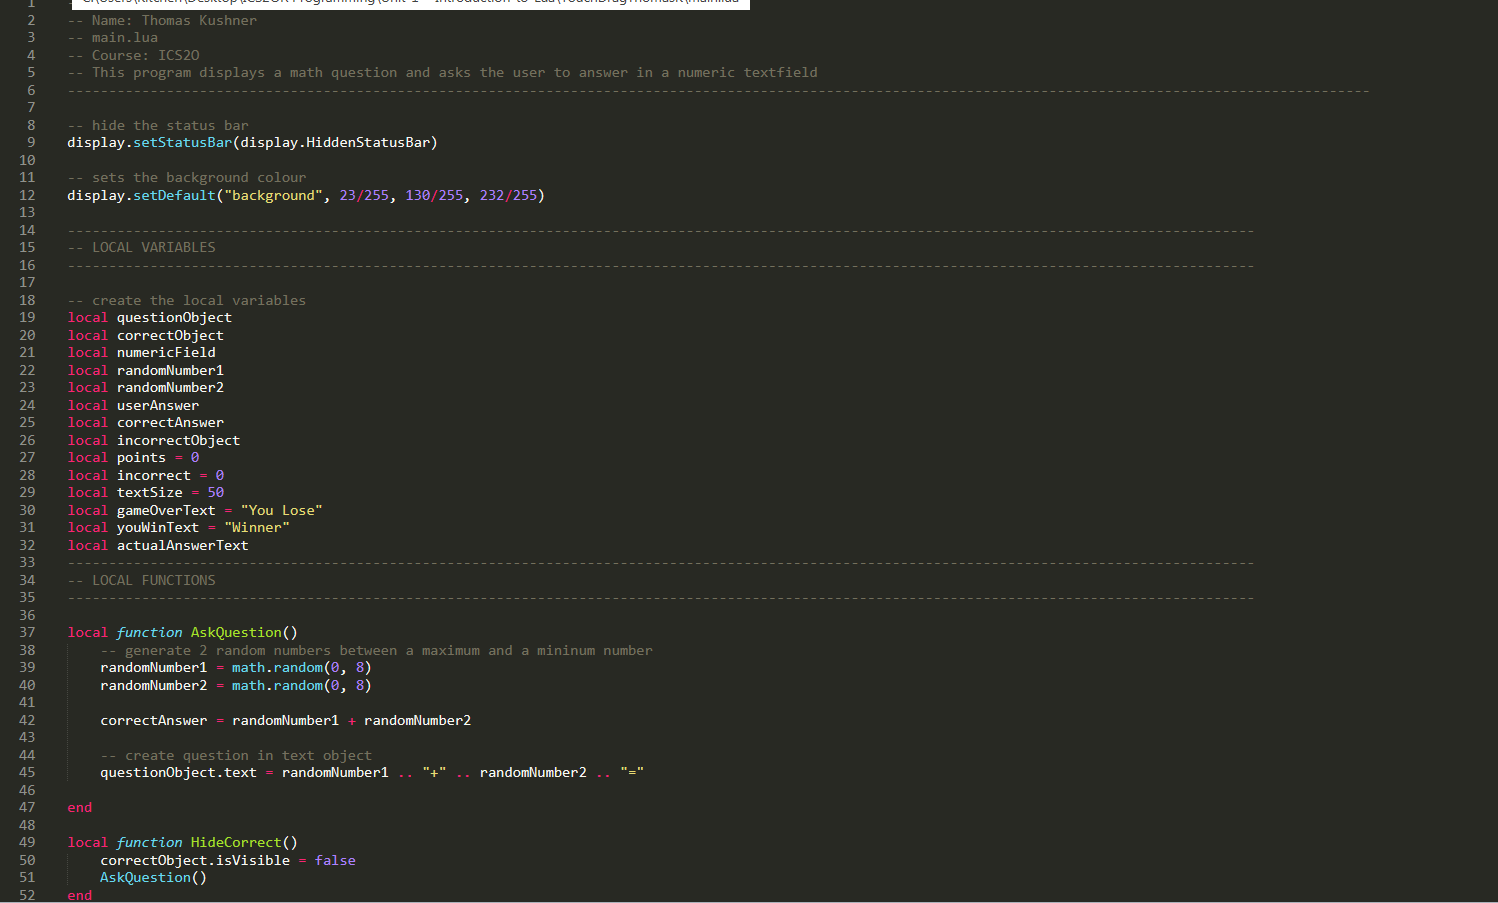 1
2 -- Name: Thomas Kushner
3 -- main.lua
4 -- Course: ICS2O
5 -- This program displays a math question and asks the user to answer in a numeric textfield
6 --------------------------------------------------------------------------------------------------------------------------------------------------------------
7
8 -- hide the status bar
9 display.setStatusBar(display.HiddenStatusBar)
10
11 -- sets the background colour
12 display.setDefault("background", 23/255, 130/255, 232/255)
13
14 ------------------------------------------------------------------------------------------------------------------------------------------------
15 -- LOCAL VARIABLES
16 ------------------------------------------------------------------------------------------------------------------------------------------------
17
18 -- create the local variables
19 local questionObject
20 local correctObject
21 local numericField
22 local randomNumber1
23 local randomNumber2
24 local userAnswer
25 local correctAnswer
26 local incorrectObject
27 local points = 0
28 local incorrect = 0
29 local textSize = 50
30 local gameOverText = "You Lose"
31 local youWinText = "Winner"
32 local actualAnswerText
33 ------------------------------------------------------------------------------------------------------------------------------------------------
34 -- LOCAL FUNCTIONS
35 ------------------------------------------------------------------------------------------------------------------------------------------------
36
37 local function AskQuestion()
38 -- generate 2 random numbers between a maximum and a mininum number
39 randomNumber1 = math.random(0, 8)
40 randomNumber2 = math.random(0, 8)
41
42 correctAnswer = randomNumber1 + randomNumber2
43
44 -- create question in text object
45 questionObject.text = randomNumber1 .. "+" .. randomNumber2 .. "="
46
47 end
48
49 local function HideCorrect()
50 correctObject.isVisible = false
51 AskQuestion()
52 end